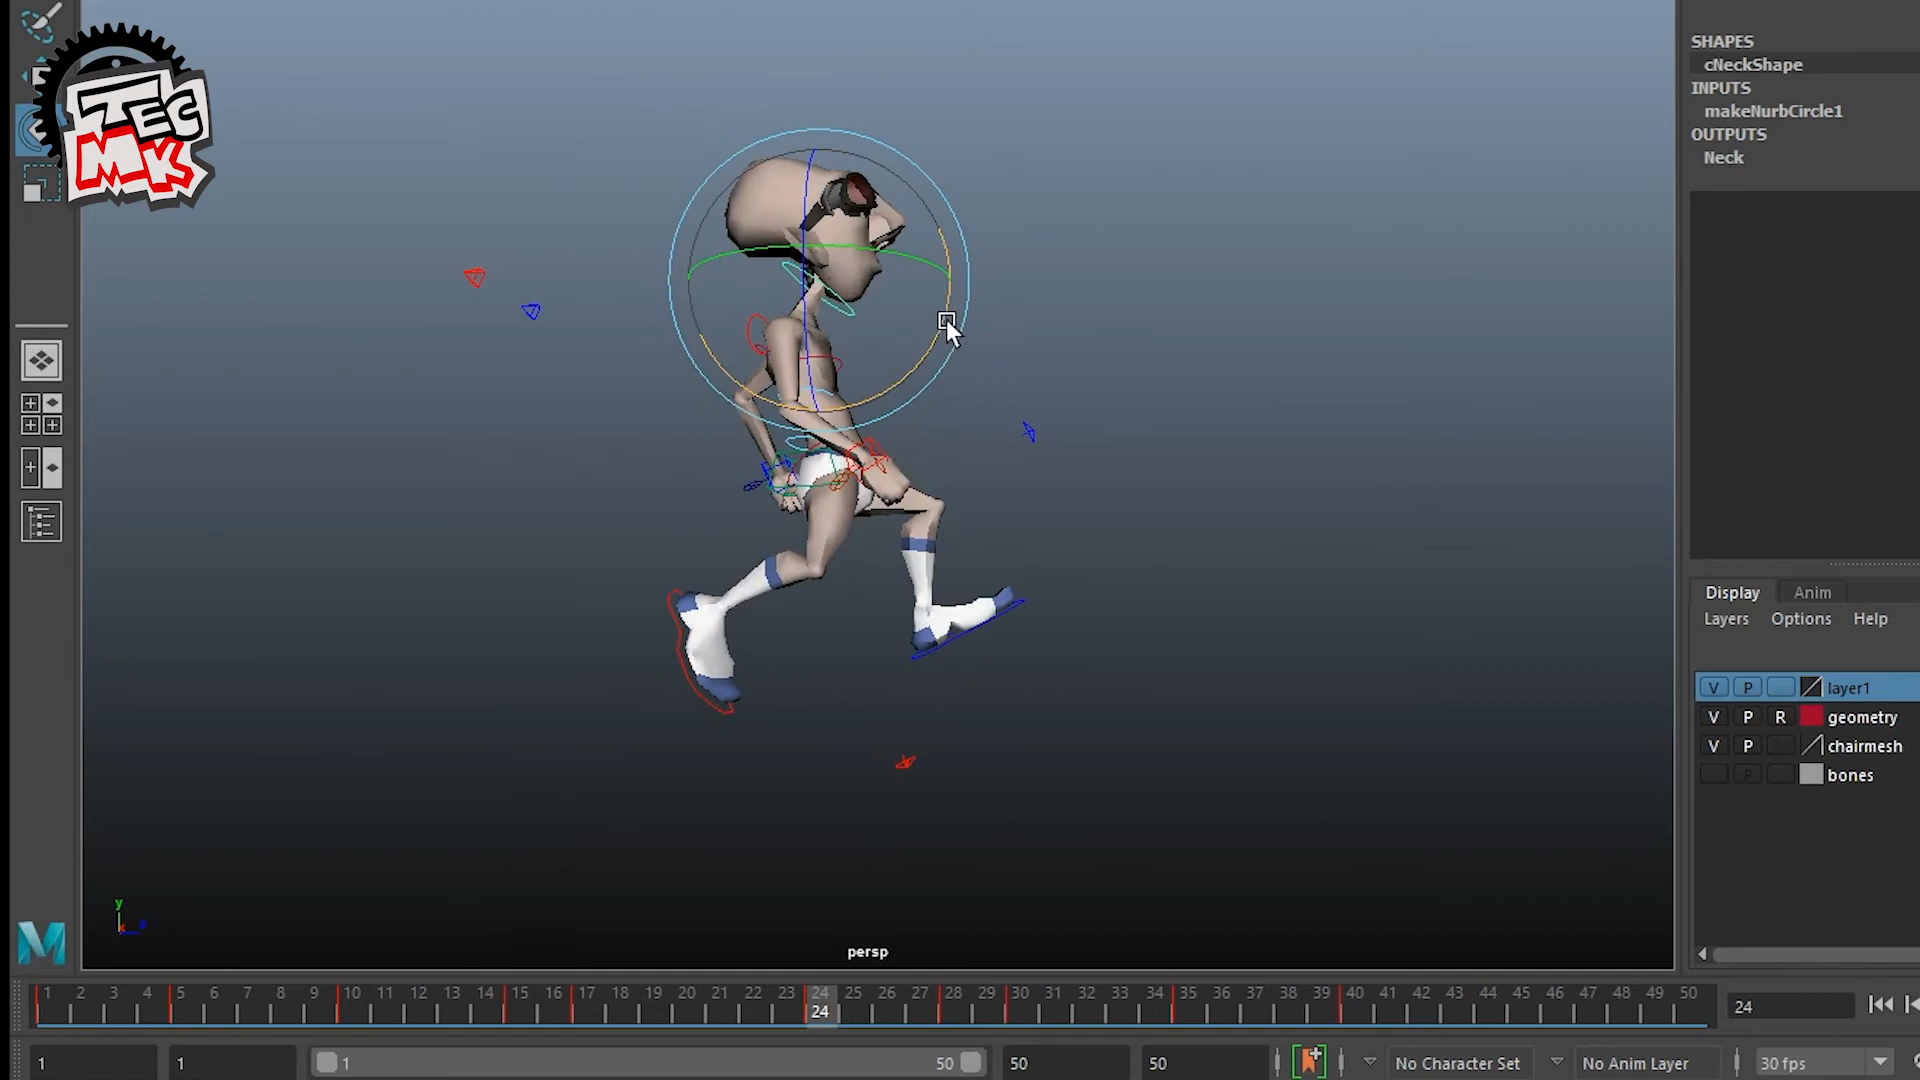 TEC
MKS
SHAPES
cNeckShape
INPUTS
makeNurbCircle1
OUTPUTS
Neck
Display Anim
Layers Options Help
V P layer1
V P R geometry
V P chairmesh
P bones
y
persp
1 2 3 4 5 6 7 8 9 10 11 12 13 14 15 16 17 18 19 20 21 22 23 24 25 26 27 28 29 30 31 32 33 34 35 36 37 38 39 40 41 42 43 44 45 46 47 48 49 50
24
24
1 1 1 50 50 50 No Character Set No Anim Layer 30 fps